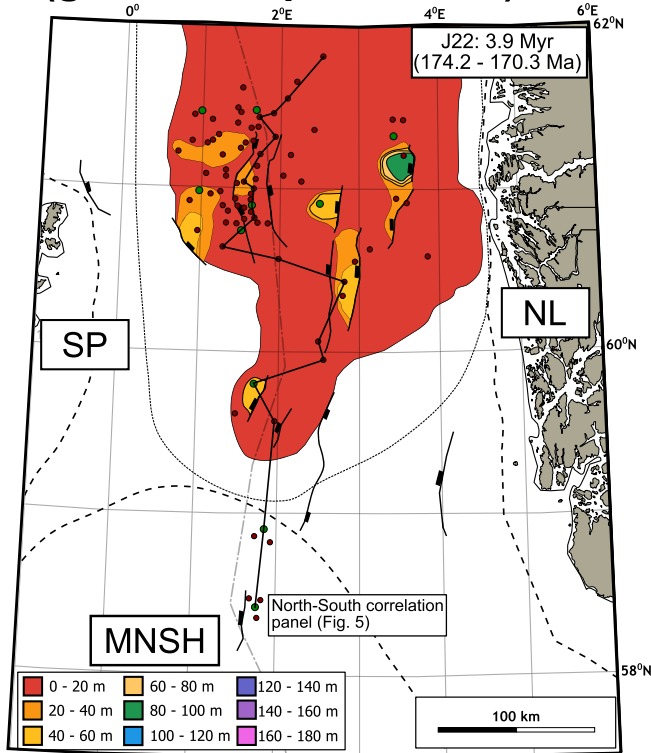 0° 2°E 4°E 6°E
62°N
J22: 3.9 Myr
(174.2 - 170.3 Ma)
SP
NL
60°N
North-South correlation
panel (Fig. 5)
MNSH
58°N
0 - 20 m 60 - 80 m 120 - 140 m
20 - 40 m 80 - 100 m 140 - 160 m
40 - 60 m 100 - 120 m 160 - 180 m
100 km